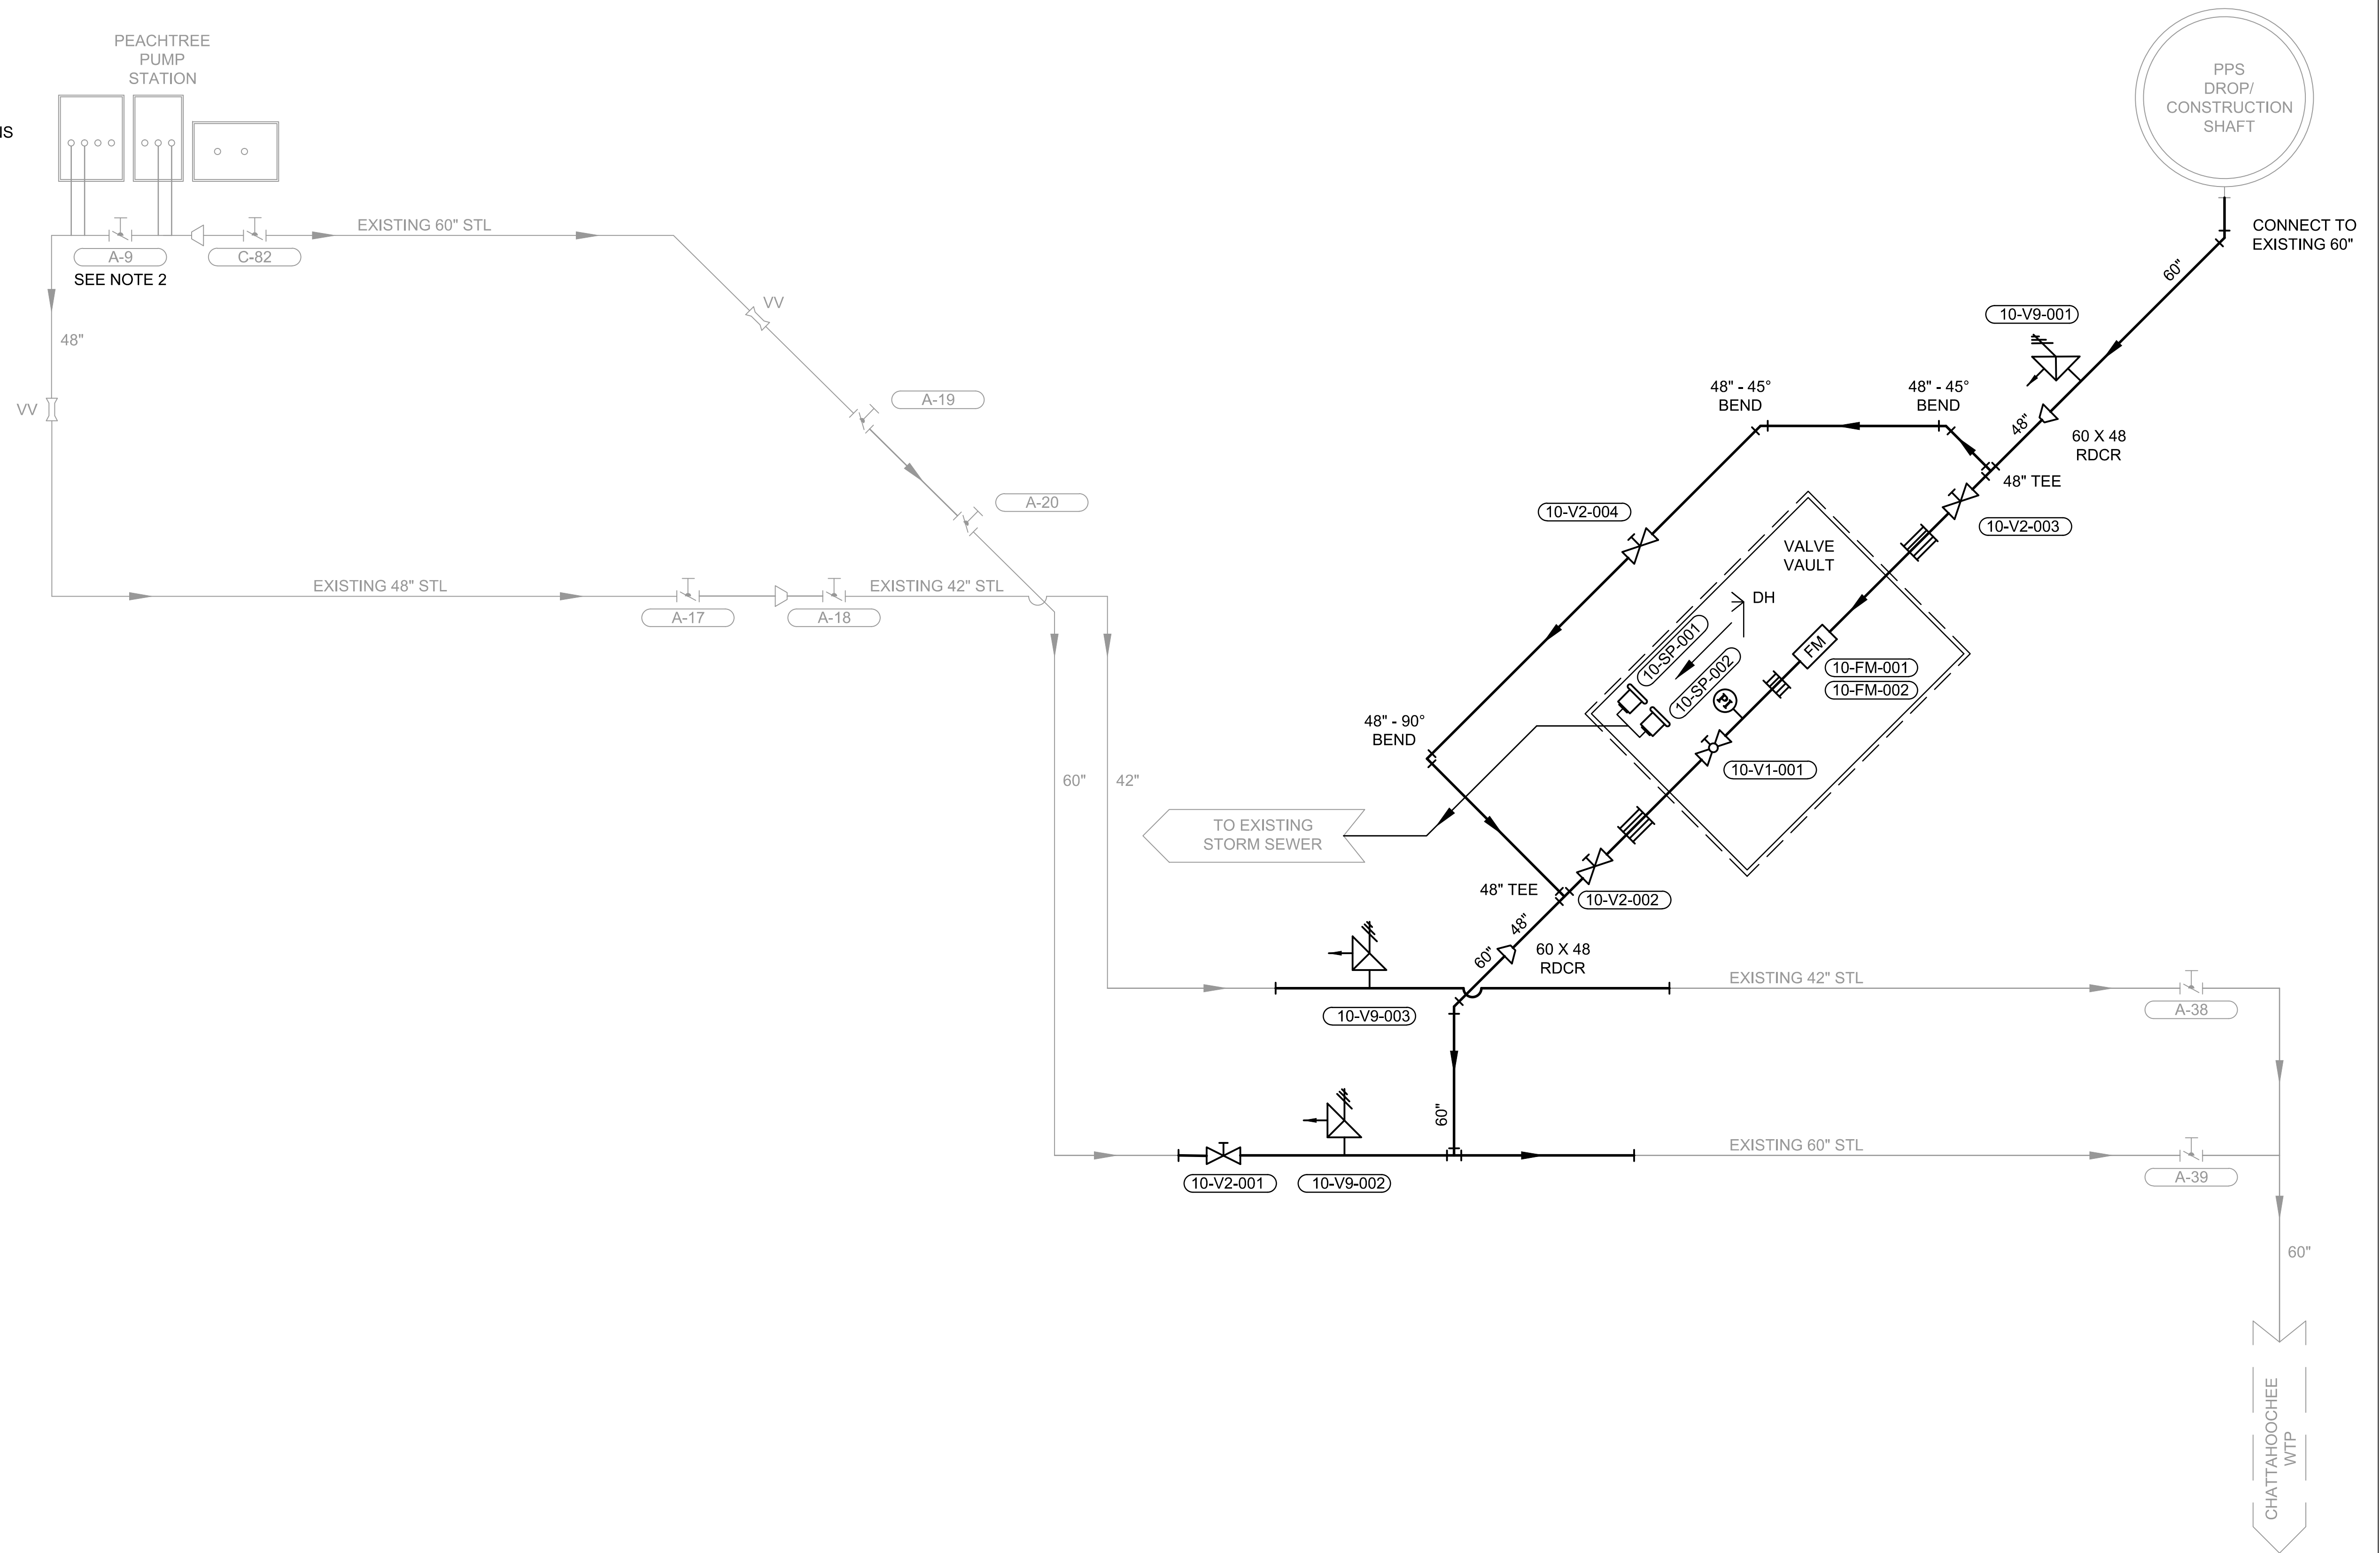 PEACHTREE
PUMP
STATION
PPS
DROP/
CONSTRUCTION
SHAFT
EXISTING 60" STL
CONNECT TO
EXISTING 60"
A-9
C-82
SEE NOTE 2
60"
VV
10-V9-001
48"
VV
A-19
48" - 45°
BEND
48" - 45°
BEND
48"
60 X 48
RDCR
48" TEE
A-20
10-V2-004
10-V2-003
VALVE
VAULT
EXISTING 48" STL
EXISTING 42" STL
A-17
A-18
DH
10-SP-001
10-SP-002
FM
10-FM-001
10-FM-002
PI
48" - 90°
BEND
10-V1-001
60"
42"
TO EXISTING
STORM SEWER
48" TEE
10-V2-002
48"
60"
60 X 48
RDCR
EXISTING 42" STL
10-V9-003
A-38
60"
EXISTING 60" STL
10-V2-001
10-V9-002
A-39
60"
CHATTAHOOCHEE
WTP